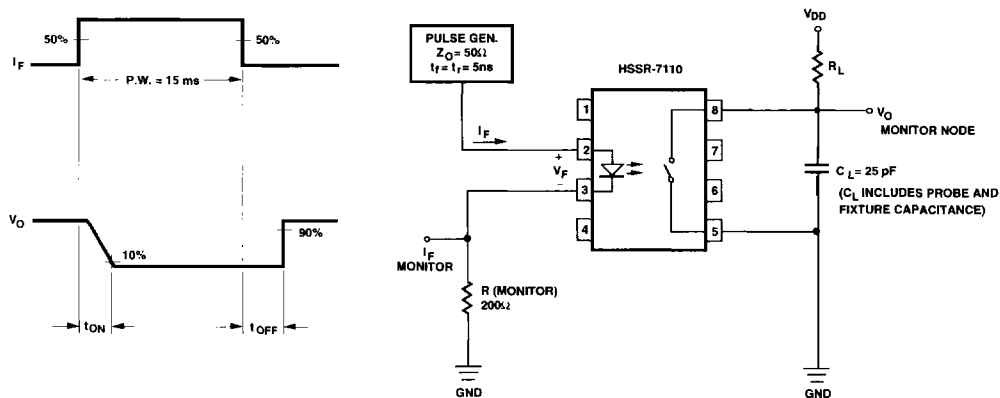 50%
50%
I_F
P.W. = 15 ms
V_O
90%
10%
t_ON
t_OFF
PULSE GEN.
Z_O = 50Ω
t_f = t_r = 5ns
HSSR-7110
V_DD
R_L
I_F
1
2
3
4
8
7
6
5
+
V_F
−
V_O
MONITOR NODE
C_L = 25 pF
(C_L INCLUDES PROBE AND
FIXTURE CAPACITANCE)
I_F
MONITOR
R (MONITOR)
200Ω
GND
GND